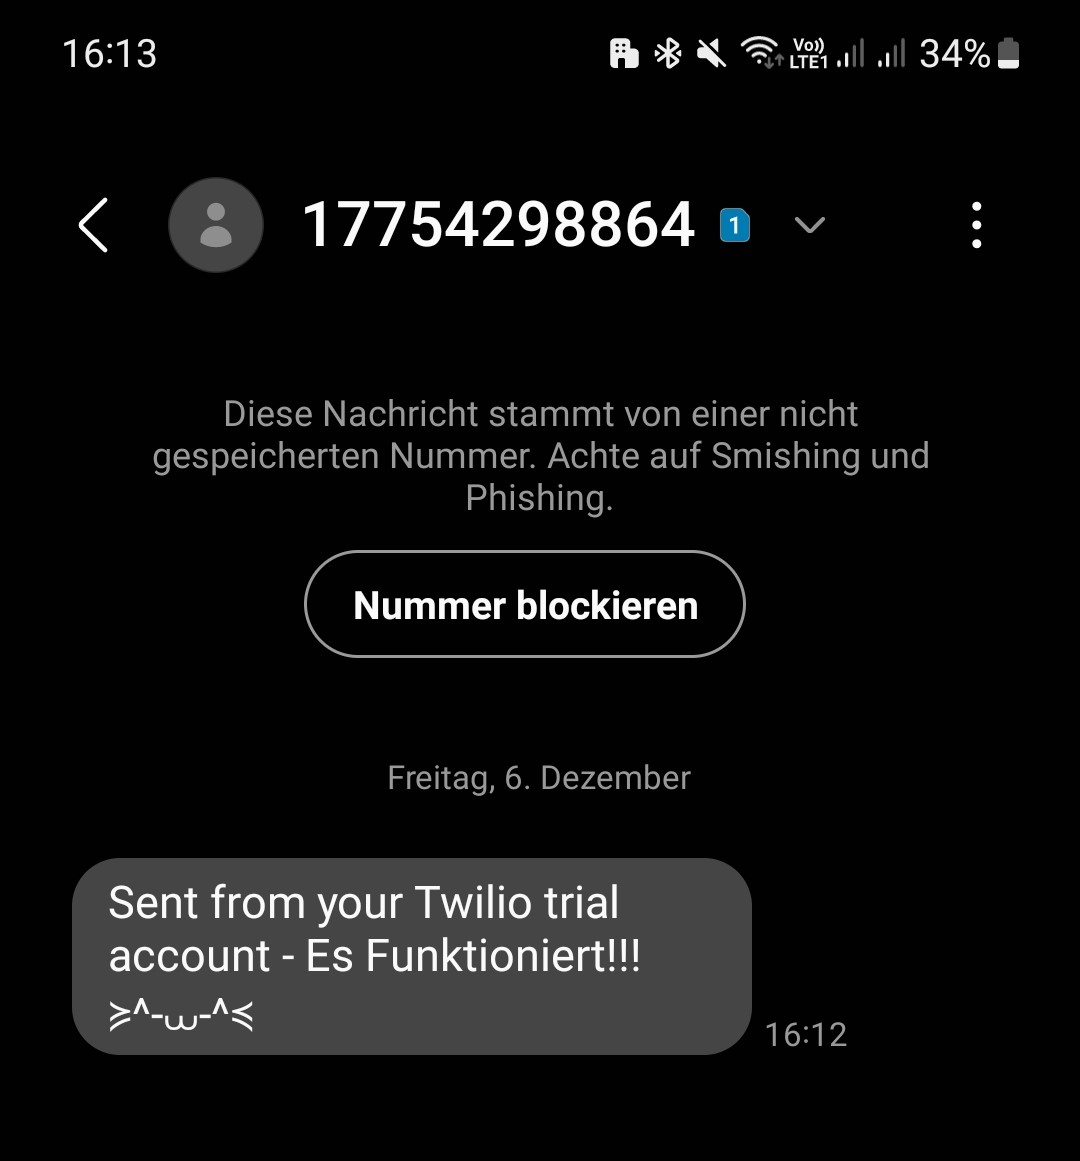 16:13
Vo)) LTE1 34%
17754298864 1
Diese Nachricht stammt von einer nicht
gespeicherten Nummer. Achte auf Smishing und
Phishing.
Nummer blockieren
Freitag, 6. Dezember
Sent from your Twilio trial
account - Es Funktioniert!!!
≽^-⩊-^≼
16:12